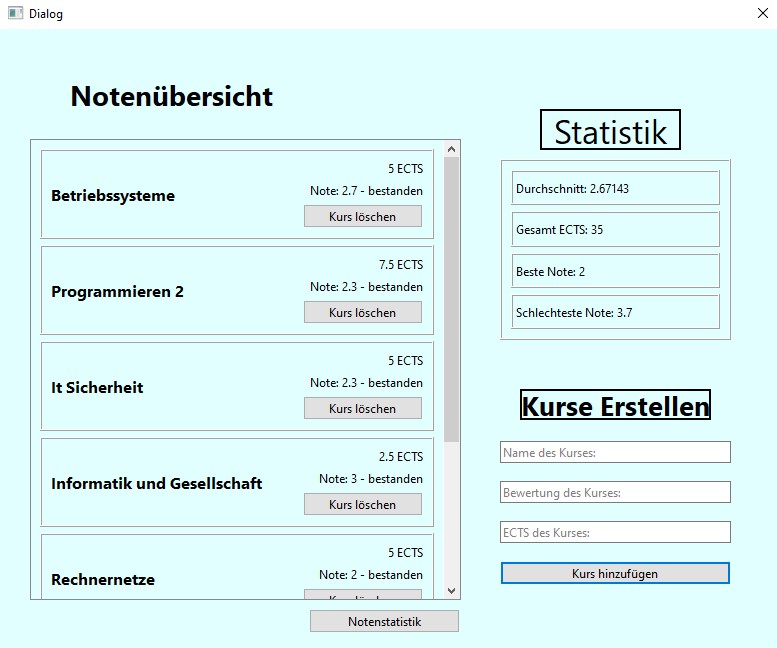 Dialog
Notenübersicht
5 ECTS
Betriebssysteme
Note: 2.7 - bestanden
Kurs löschen
7.5 ECTS
Programmieren 2
Note: 2.3 - bestanden
Kurs löschen
5 ECTS
It Sicherheit
Note: 2.3 - bestanden
Kurs löschen
2.5 ECTS
Informatik und Gesellschaft
Note: 3 - bestanden
Kurs löschen
5 ECTS
Rechnernetze
Note: 2 - bestanden
Kurs löschen
Notenstatistik
Statistik
Durchschnitt: 2.67143
Gesamt ECTS: 35
Beste Note: 2
Schlechteste Note: 3.7
Kurse Erstellen
Name des Kurses:
Bewertung des Kurses:
ECTS des Kurses:
Kurs hinzufügen